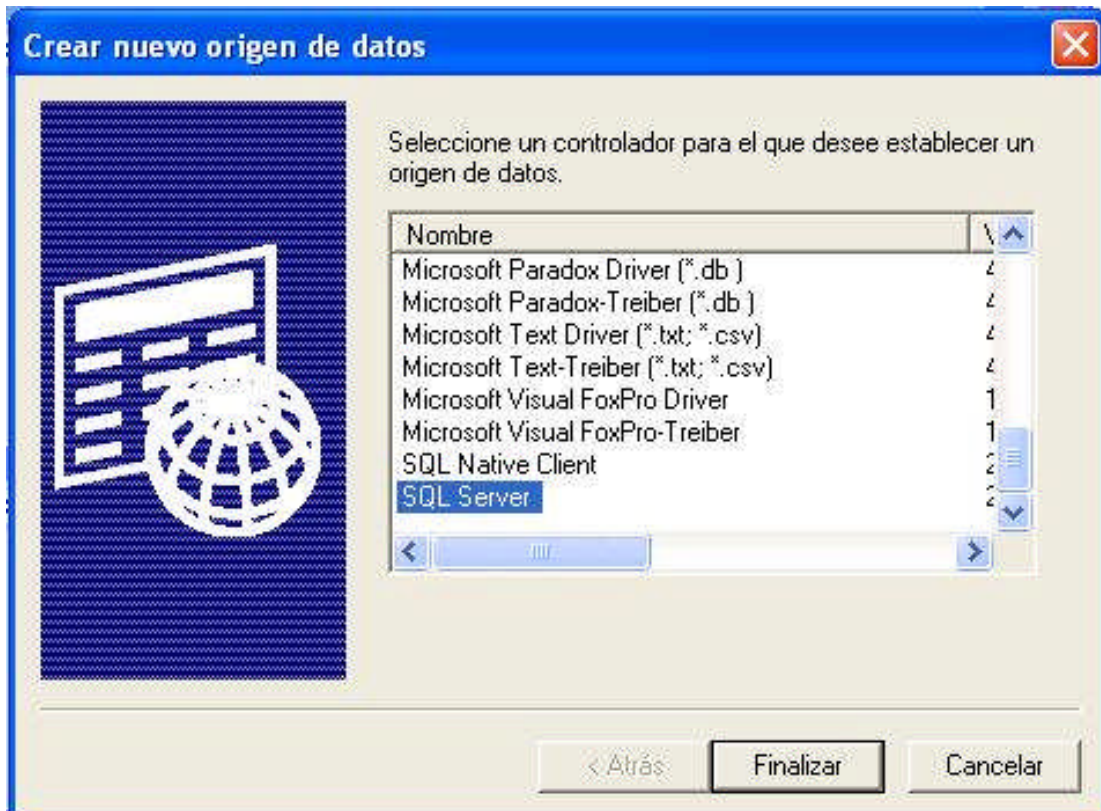 Crear nuevo origen de datos
Seleccione un controlador para el que desee establecer un
origen de datos.
Nombre
Microsoft Paradox Driver (*.db )
Microsoft Paradox-Treiber (*.db )
Microsoft Text Driver (*.txt; *.csv)
Microsoft Text-Treiber (*.txt; *.csv)
Microsoft Visual FoxPro Driver
Microsoft Visual FoxPro-Treiber
SQL Native Client
SQL Server
< Atrás Finalizar Cancelar